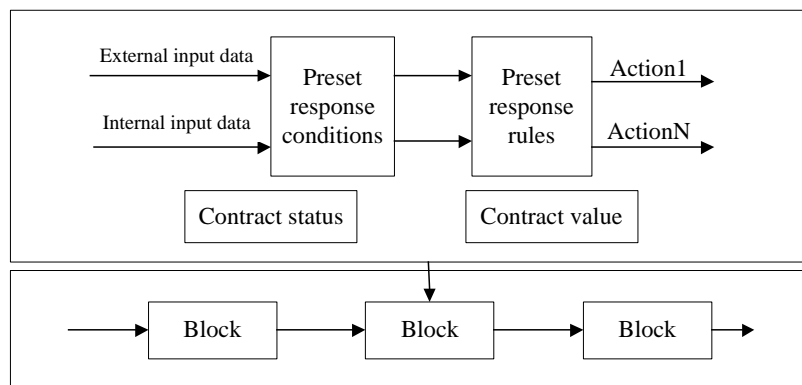 External input data
Internal input data
Preset
response
conditions
Preset
response
rules
Action1
ActionN
Contract status
Contract value
Block
Block
Block